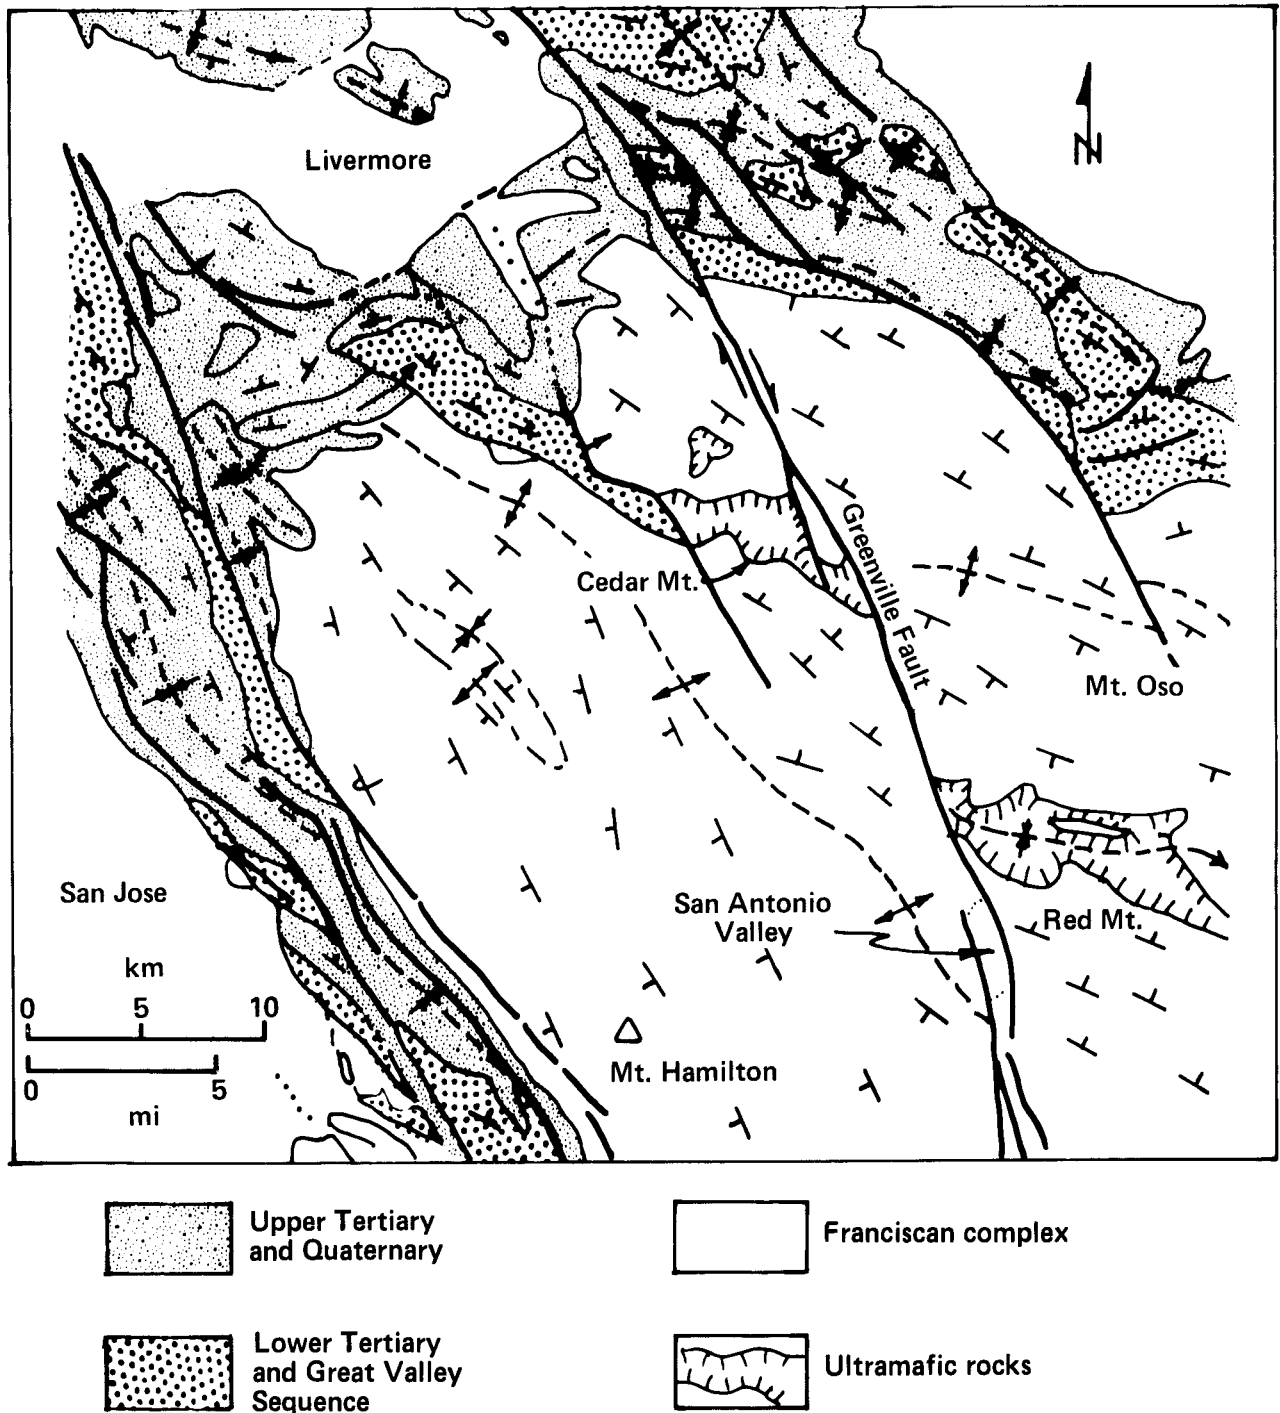 N
Livermore
Greenville Fault
Cedar Mt.
Mt. Oso
San Jose
San Antonio
Valley
Red Mt.
km
0 5 10
0 5
mi
Mt. Hamilton
Upper Tertiary
and Quaternary
Franciscan complex
Lower Tertiary
and Great Valley
Sequence
Ultramafic rocks